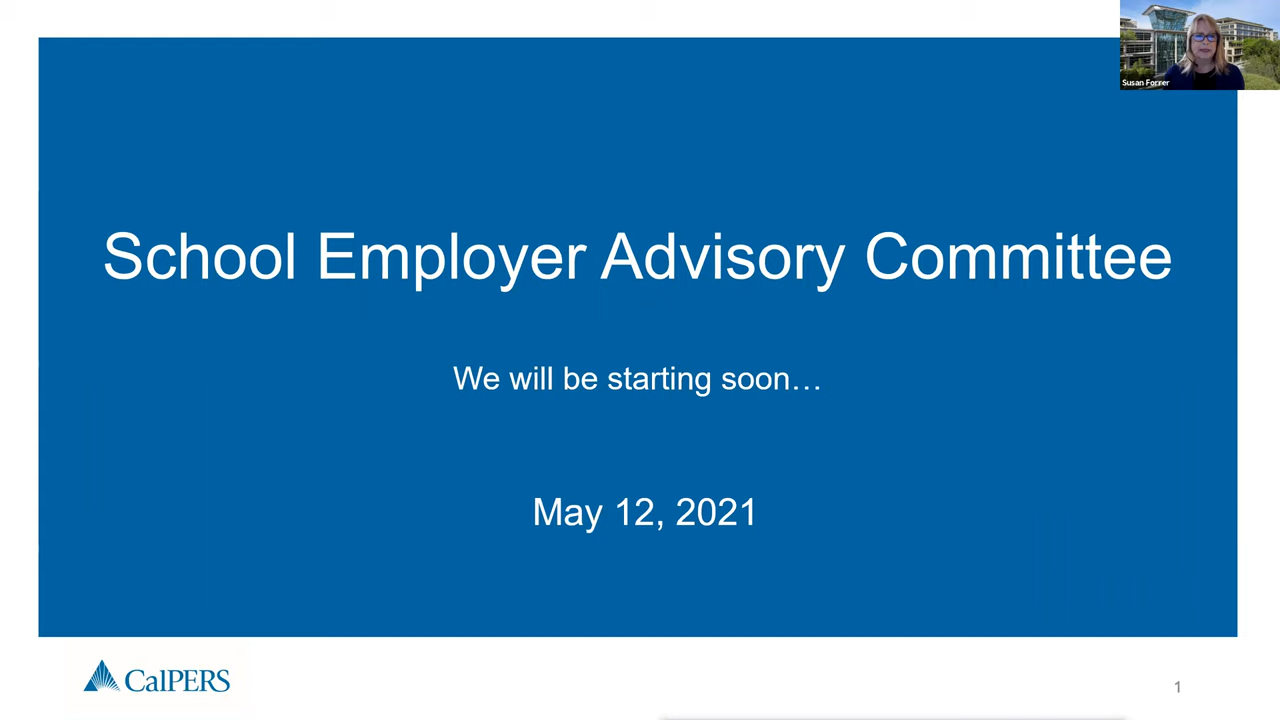 Susan Forrer
School Employer Advisory Committee
We will be starting soon…
May 12, 2021
CalPERS
1